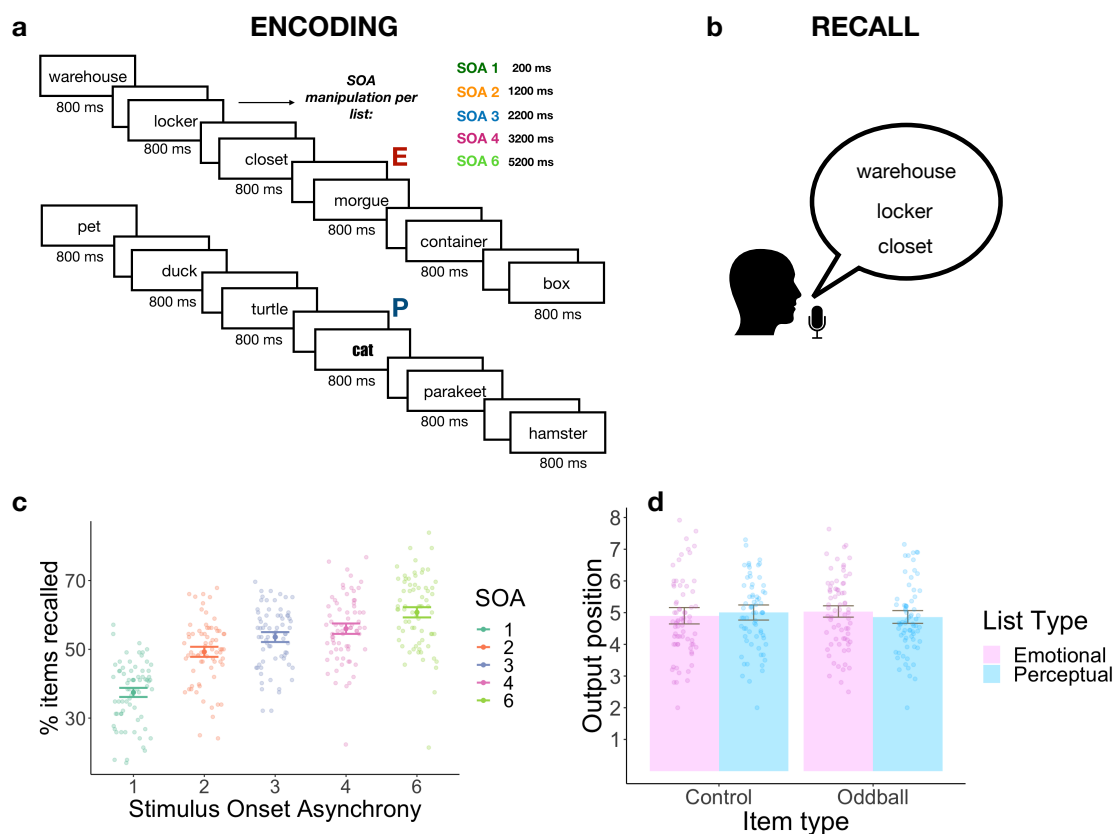 a
ENCODING
warehouse
800 ms
locker
800 ms
closet
800 ms
E
morgue
800 ms
container
800 ms
box
800 ms
SOA
manipulation per
list:
SOA 1 200 ms
SOA 2 1200 ms
SOA 3 2200 ms
SOA 4 3200 ms
SOA 6 5200 ms
pet
800 ms
duck
800 ms
turtle
800 ms
P
cat
800 ms
parakeet
800 ms
hamster
800 ms
b
RECALL
warehouse
locker
closet
c
% items recalled
70
50
30
1 2 3 4 6
Stimulus Onset Asynchrony
SOA
1
2
3
4
6
d
Output position
8
7
6
5
4
3
2
1
Control Oddball
Item type
List Type
Emotional
Perceptual